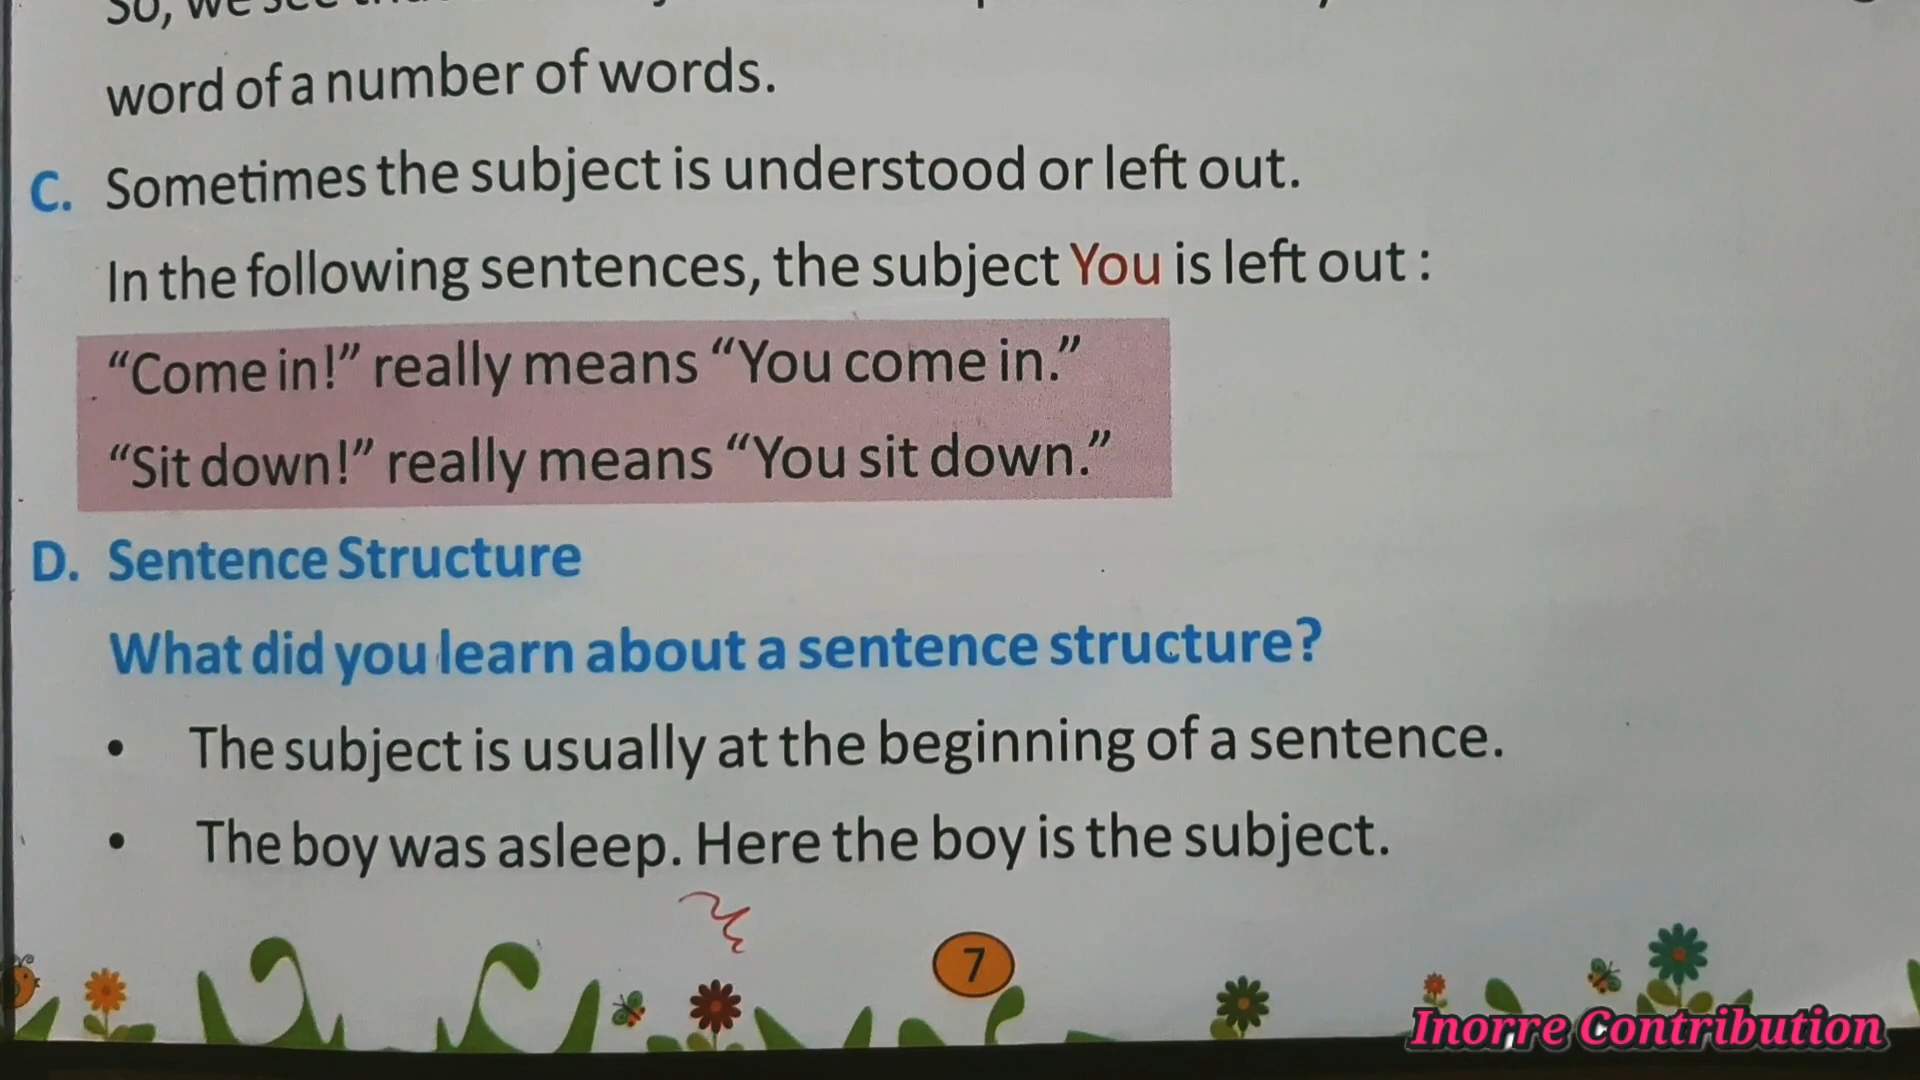 So, we see
word of a number of words.
C. Sometimes the subject is understood or left out.
In the following sentences, the subject You is left out :
“Come in!” really means “You come in.”
“Sit down!” really means “You sit down.”
D. Sentence Structure
What did you learn about a sentence structure?
• The subject is usually at the beginning of a sentence.
• The boy was asleep. Here the boy is the subject.
7
Inorre Contribution